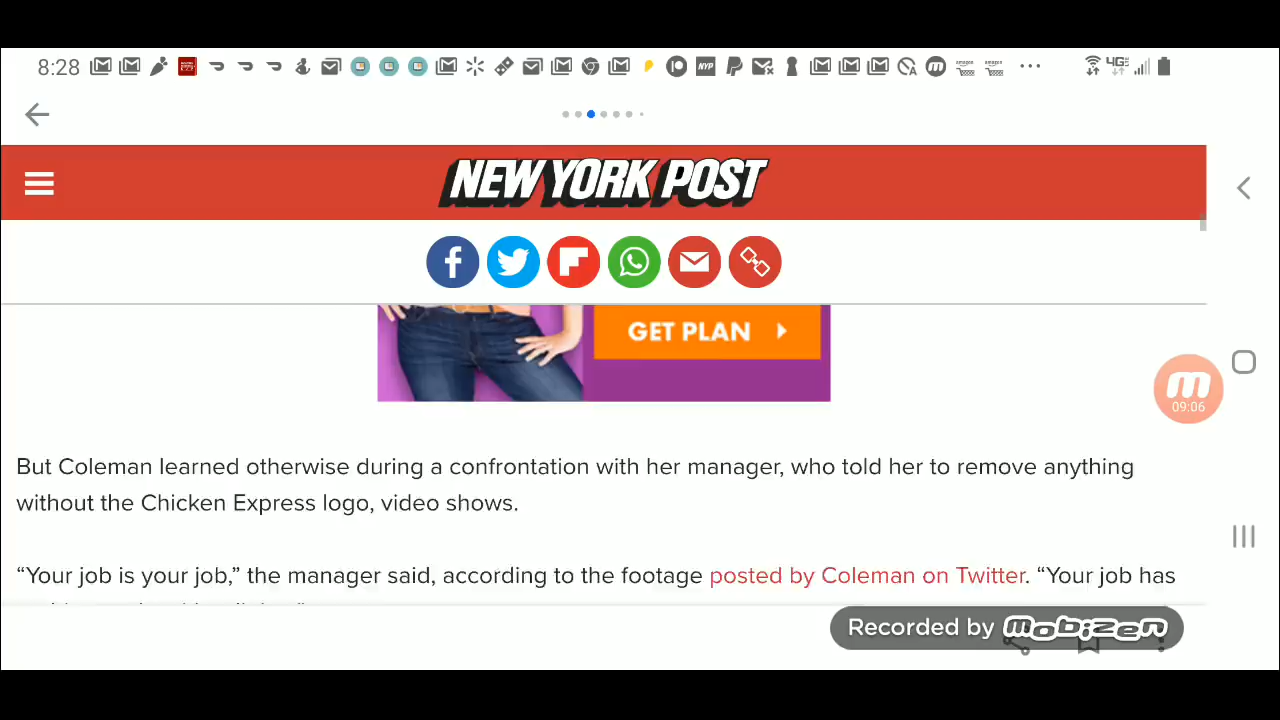 8:28
NYP
4G
NEW YORK POST
GET PLAN
09:06
But Coleman learned otherwise during a confrontation with her manager, who told her to remove anything
without the Chicken Express logo, video shows.
“Your job is your job,” the manager said, according to the footage posted by Coleman on Twitter. “Your job has
Recorded by mobizen